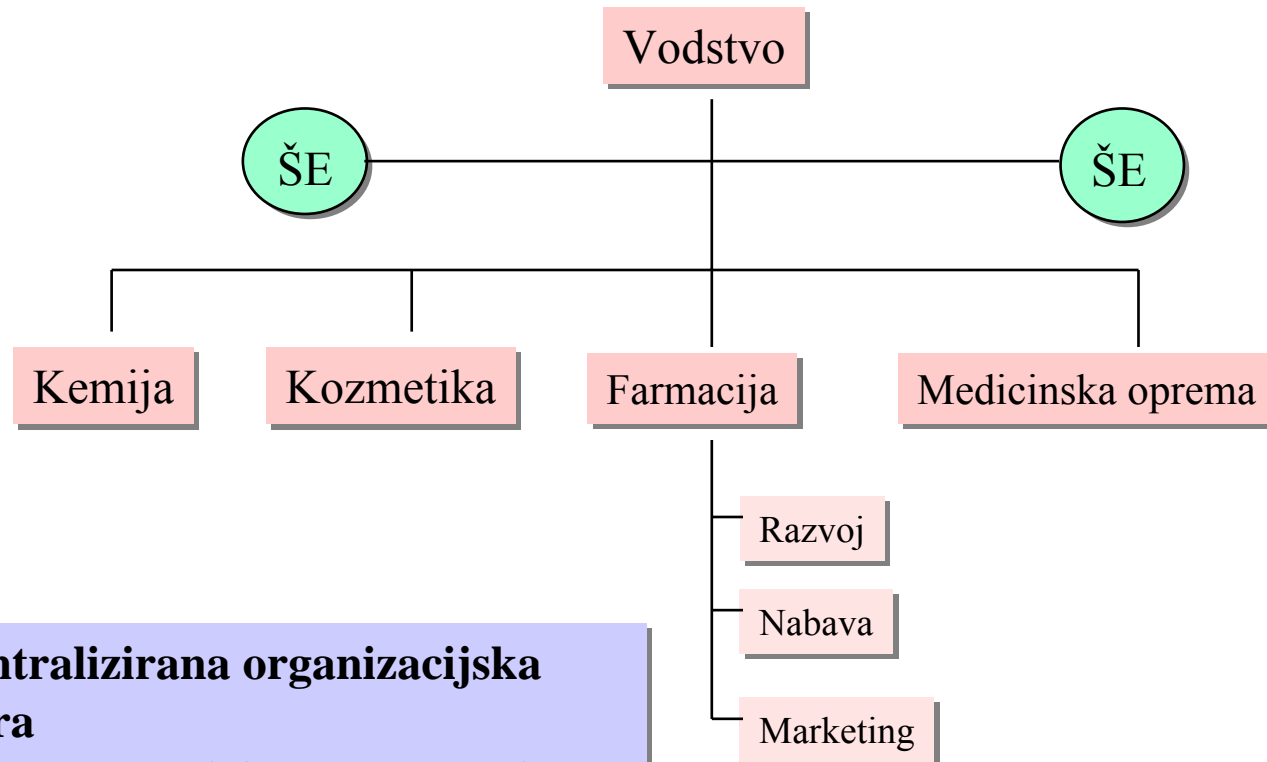 Vodstvo
ŠE
ŠE
Kemija
Kozmetika
Farmacija
Medicinska oprema
Razvoj
Nabava
Marketing
ntralizirana organizacijska
ra